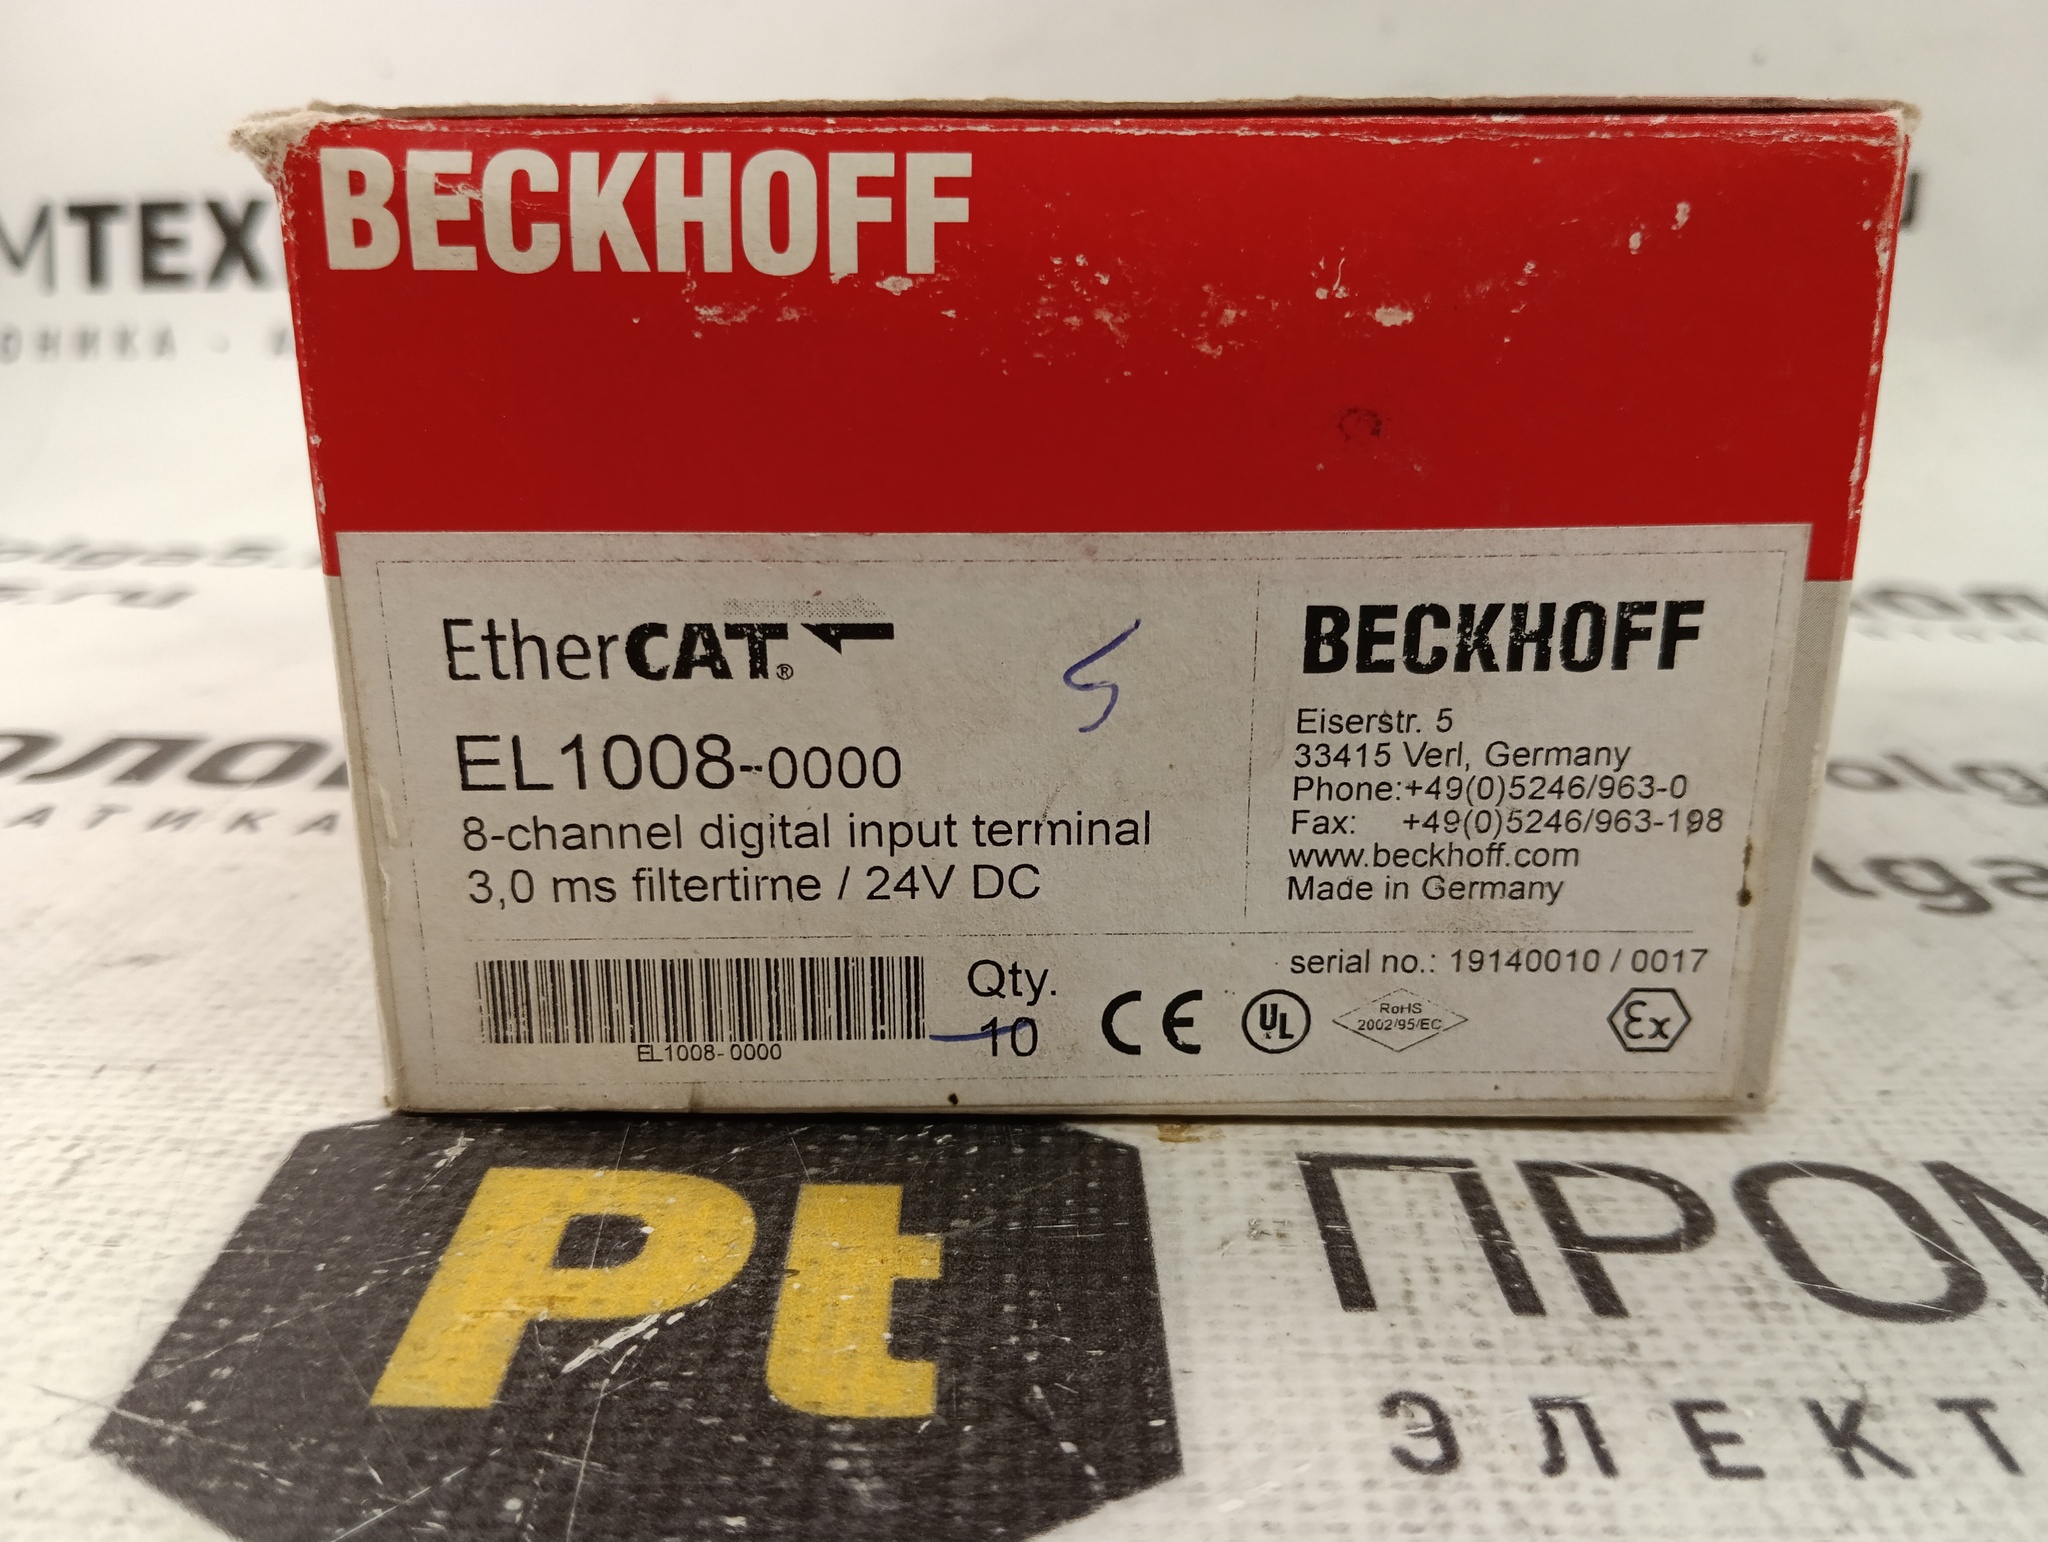 BECKHOFF
EtherCAT®
5
EL1008-0000
8-channel digital input terminal
3,0 ms filtertime / 24V DC
EL1008-0000
Qty.
10
BECKHOFF
Eiserstr. 5
33415 Verl, Germany
Phone:+49(0)5246/963-0
Fax: +49(0)5246/963-198
www.beckhoff.com
Made in Germany
serial no.: 19140010 / 0017
CE
UL
RoHS
2002/95/EC
Ex
МТЕХ
ОНИКА - И
АТИКА
Pt
ПРОМ
ЭЛЕКТ